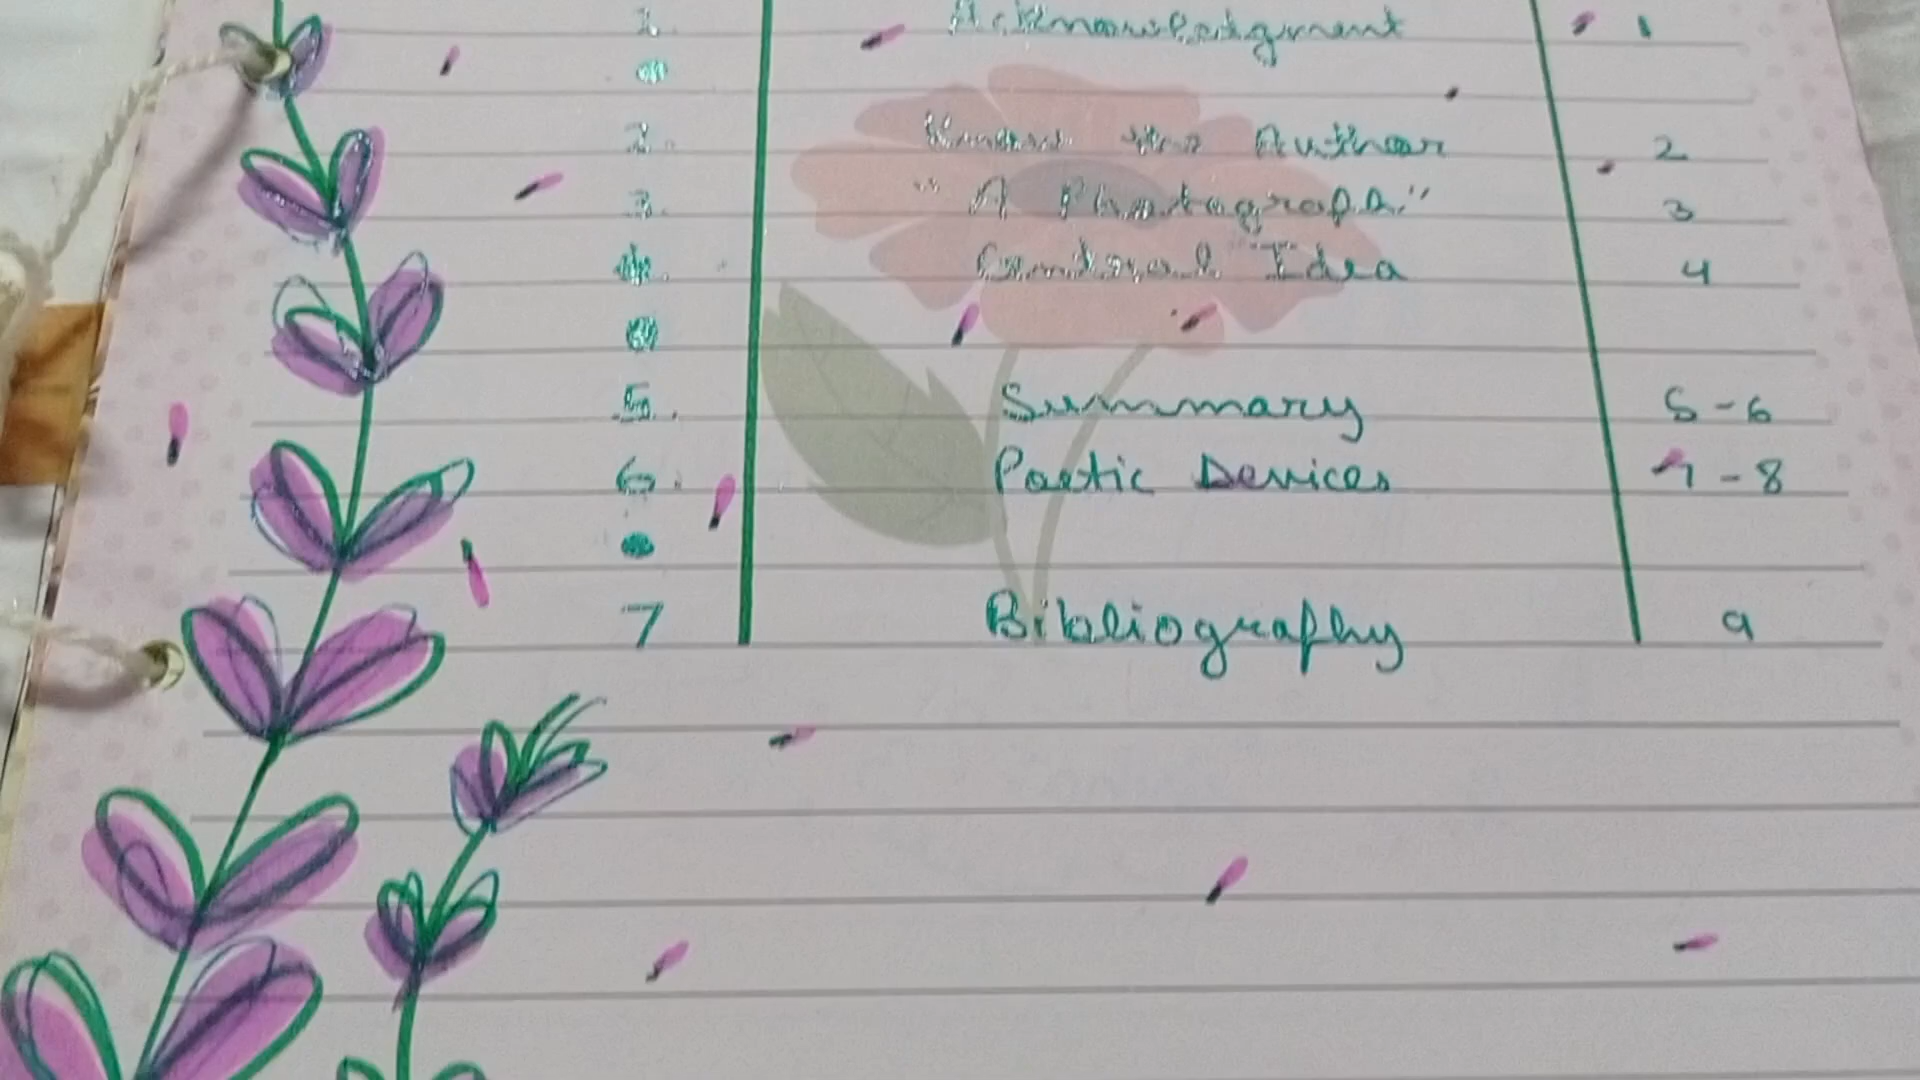 1. Acknowledgment 1
2. Know the Author 2
3. "A Photograph" 3
4. Central Idea 4
5. Summary 5-6
6. Poetic Devices 7-8
7 Bibliography 9